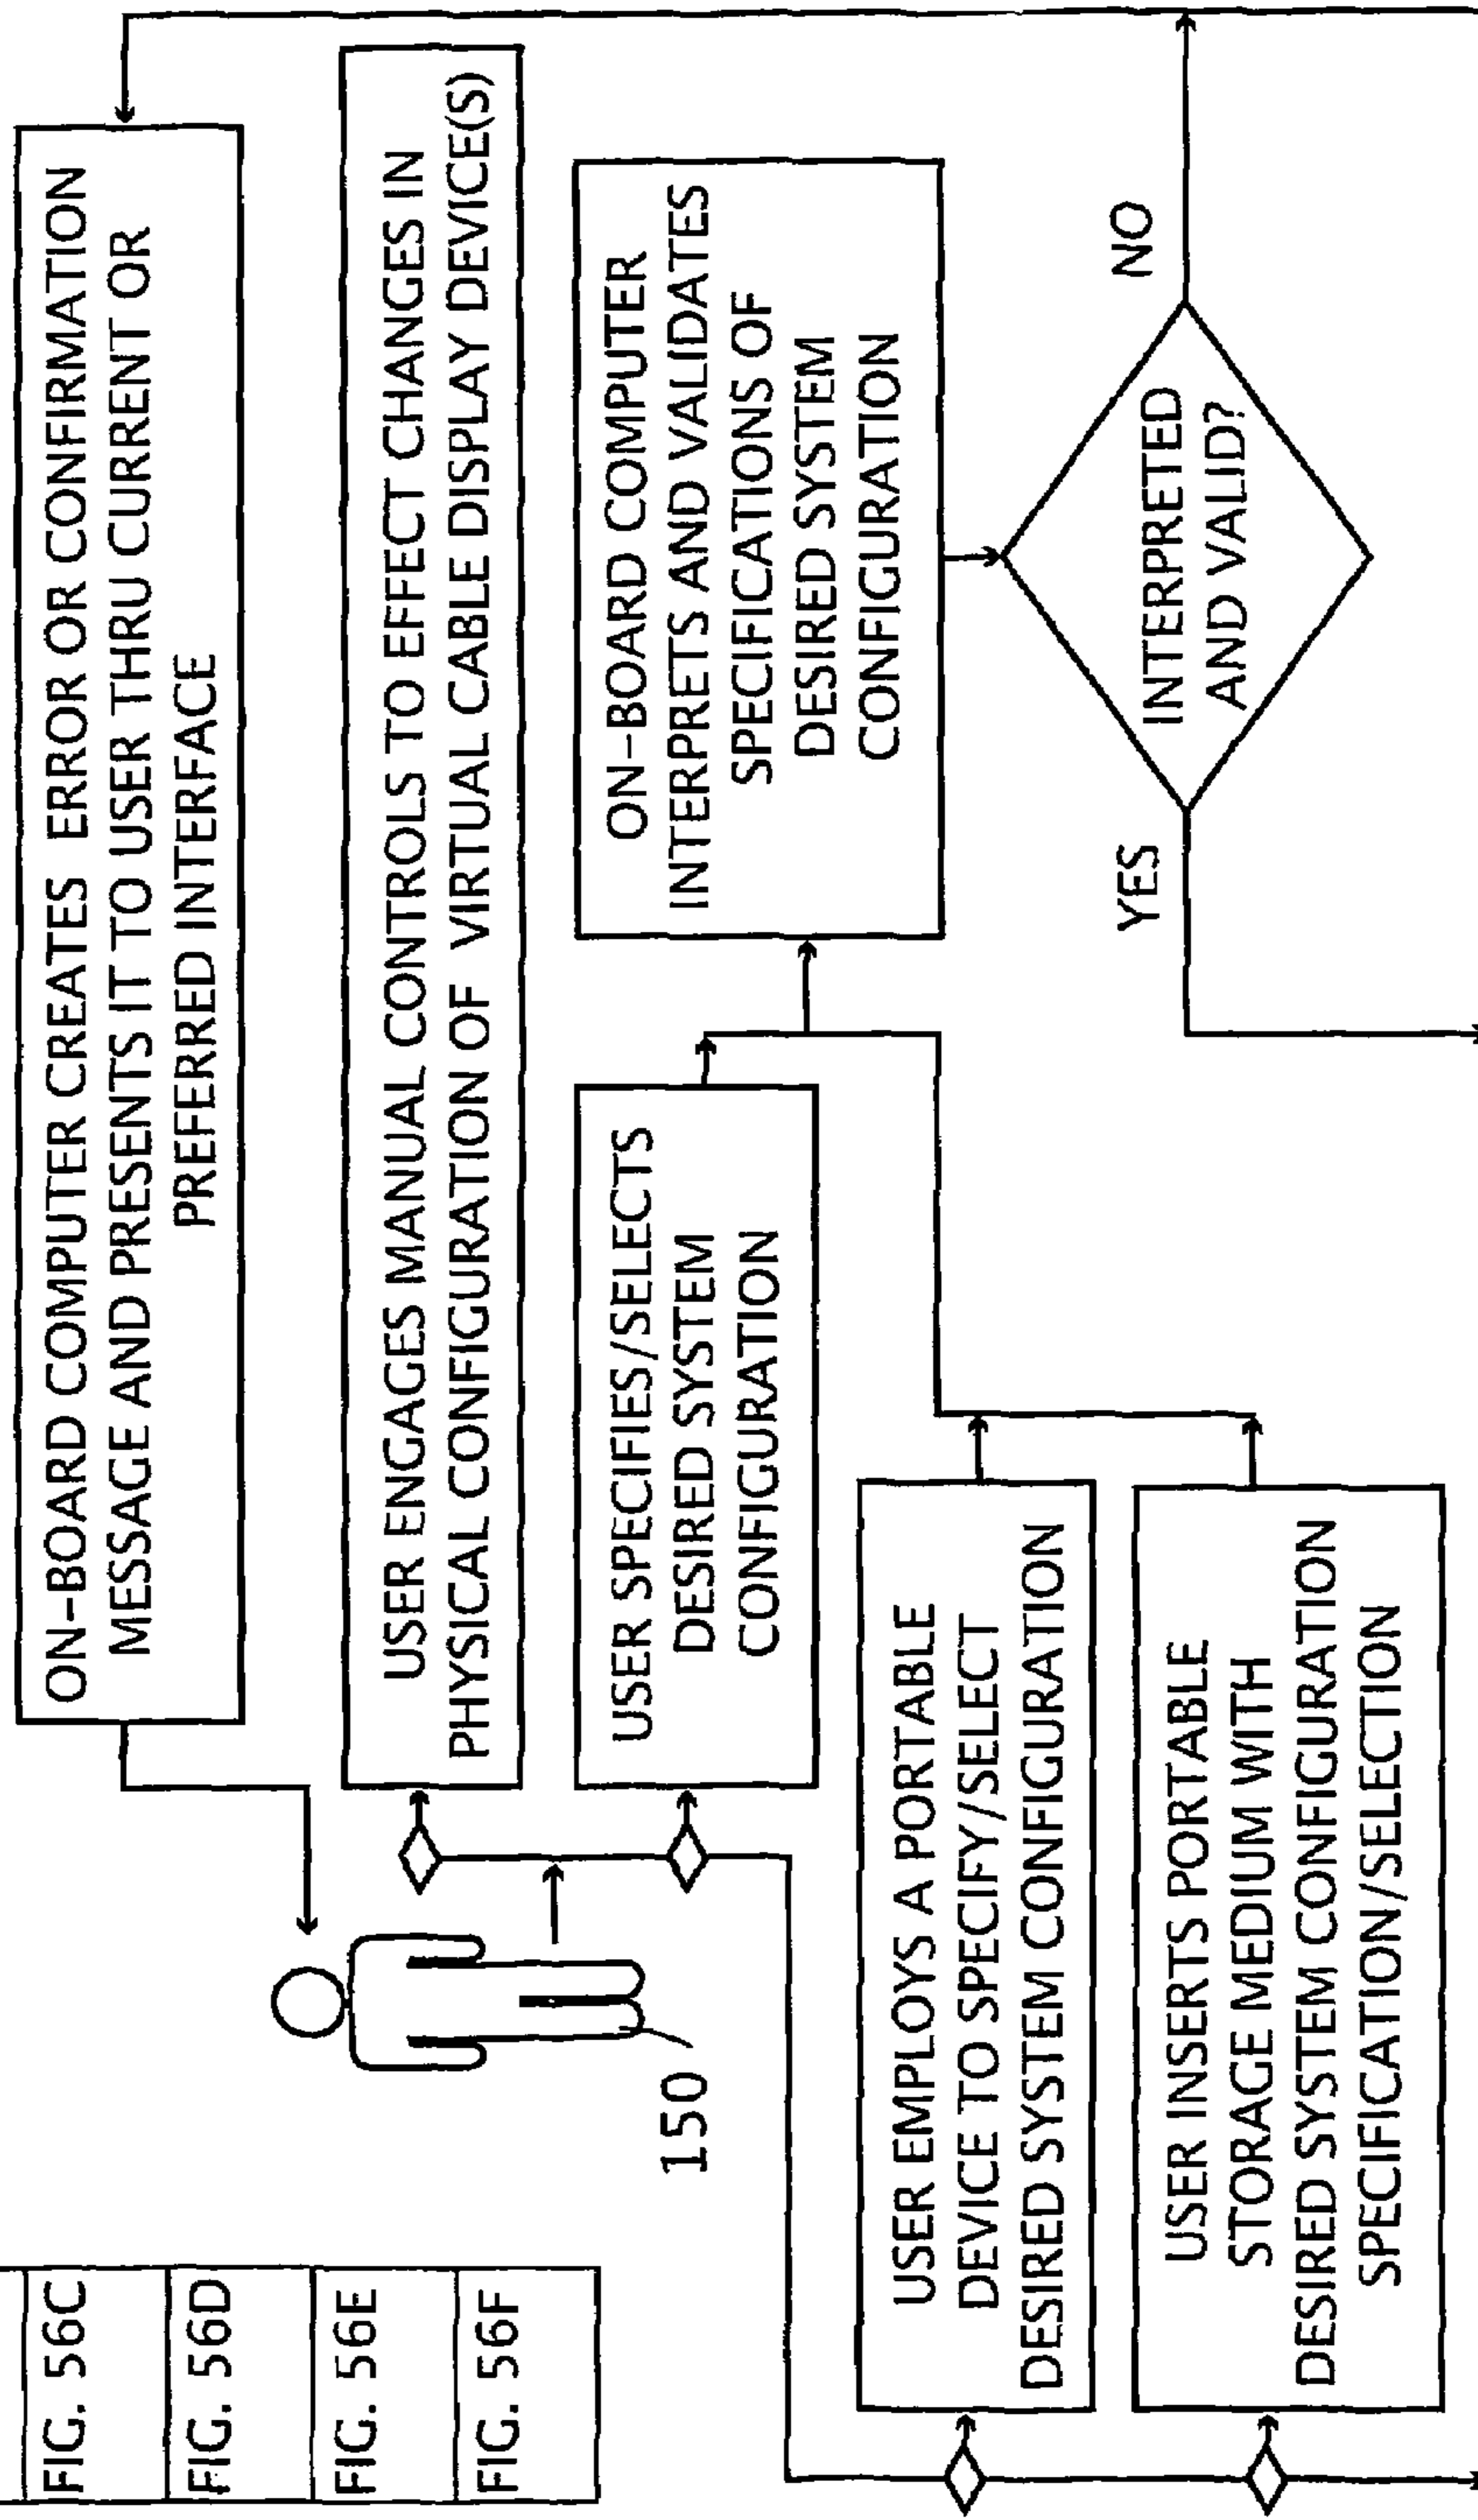 FIG. 56C
FIG. 56D
FIG. 56E
FIG. 56F
ON-BOARD COMPUTER CREATES ERROR OR CONFIRMATION
MESSAGE AND PRESENTS IT TO USER THRU CURRENT OR
PREFERRED INTERFACE
USER ENGAGES MANUAL CONTROLS TO EFFECT CHANGES IN
PHYSICAL CONFIGURATION OF VIRTUAL CABLE DISPLAY DEVICE(S)
150
USER SPECIFIES/SELECTS
DESIRED SYSTEM
CONFIGURATION
ON-BOARD COMPUTER
INTERPRETS AND VALIDATES
SPECIFICATIONS OF
DESIRED SYSTEM
CONFIGURATION
USER EMPLOYS A PORTABLE
DEVICE TO SPECIFY/SELECT
DESIRED SYSTEM CONFIGURATION
USER INSERTS PORTABLE
STORAGE MEDIUM WITH
DESIRED SYSTEM CONFIGURATION
SPECIFICATION/SELECTION
YES
INTERPRETED
AND VALID?
NO